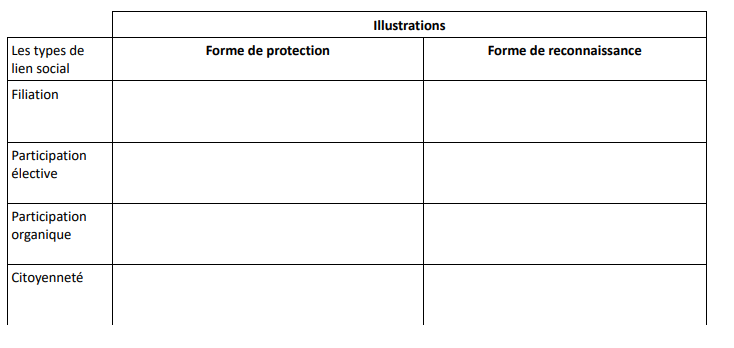 Illustrations
Les types de
lien social
Forme de protection
Forme de reconnaissance
Filiation
Participation
élective
Participation
organique
Citoyenneté